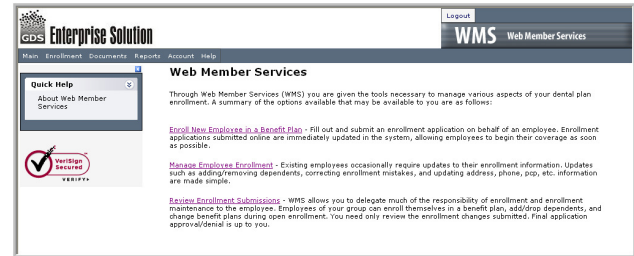 Logout
GDS Enterprise Solution
WMS Web Member Services
Main Enrollment Documents Reports Account Help
Web Member Services
Quick Help
About Web Member
Services
Through Web Member Services (WMS) you are given the tools necessary to manage various aspects of your dental plan
enrollment. A summary of the options available that may be available to you are as follows:
Enroll New Employee in a Benefit Plan - Fill out and submit an enrollment application on behalf of an employee. Enrollment
applications submitted online are immediately updated in the system, allowing employees to begin their coverage as soon
as possible.
VeriSign
Secured
VERIFY
Manage Employee Enrollment - Existing employees occasionally require updates to their enrollment information. Updates
such as adding/removing dependents, correcting enrollment mistakes, and updating address, phone, pcp, etc. information
are made simple.
Review Enrollment Submissions - WMS allows you to delegate much of the responsibility of enrollment and enrollment
maintenance to the employee. Employees of your group can enroll themselves in a benefit plan, add/drop dependents, and
change benefit plans during open enrollment. You need only review the enrollment changes submitted. Final application
approval/denial is up to you.